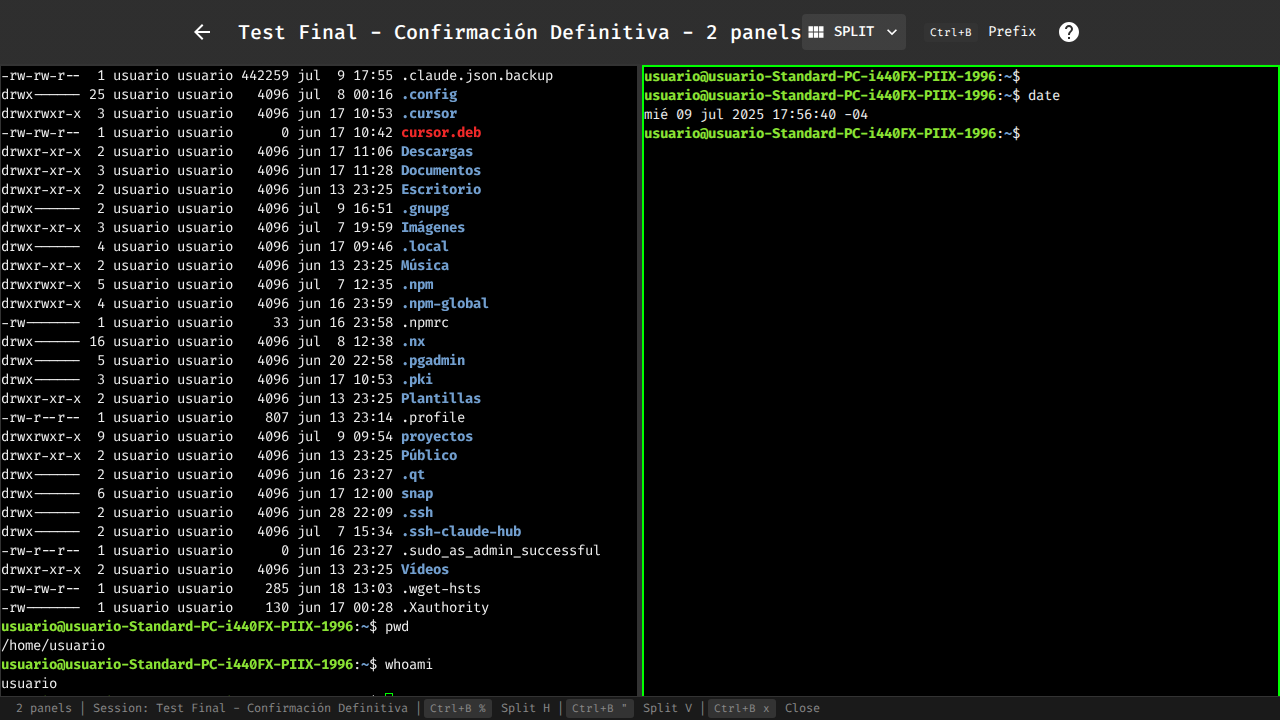 Test Final - Confirmación Definitiva - 2 panels SPLIT Ctrl+B Prefix ?
-rw-rw-r-- 1 usuario usuario 442259 jul 9 17:55 .claude.json.backup
drwx------ 25 usuario usuario 4096 jul 8 00:16 .config
drwxrwxr-x 3 usuario usuario 4096 jun 17 10:53 .cursor
-rw-rw-r-- 1 usuario usuario 0 jun 17 10:42 cursor.deb
drwxr-xr-x 2 usuario usuario 4096 jun 17 11:06 Descargas
drwxr-xr-x 3 usuario usuario 4096 jun 17 11:28 Documentos
drwxr-xr-x 2 usuario usuario 4096 jun 13 23:25 Escritorio
drwx------ 2 usuario usuario 4096 jul 9 16:51 .gnupg
drwxr-xr-x 3 usuario usuario 4096 jul 7 19:59 Imágenes
drwx------ 4 usuario usuario 4096 jun 17 09:46 .local
drwxr-xr-x 2 usuario usuario 4096 jun 13 23:25 Música
drwxrwxr-x 5 usuario usuario 4096 jul 7 12:35 .npm
drwxrwxr-x 4 usuario usuario 4096 jun 16 23:59 .npm-global
-rw------- 1 usuario usuario 33 jun 16 23:58 .npmrc
drwx------ 16 usuario usuario 4096 jul 8 12:38 .nx
drwx------ 5 usuario usuario 4096 jun 20 22:58 .pgadmin
drwx------ 3 usuario usuario 4096 jun 17 10:53 .pki
drwxr-xr-x 2 usuario usuario 4096 jun 13 23:25 Plantillas
-rw-r--r-- 1 usuario usuario 807 jun 13 23:14 .profile
drwxrwxr-x 9 usuario usuario 4096 jul 9 09:54 proyectos
drwxr-xr-x 2 usuario usuario 4096 jun 13 23:25 Público
drwx------ 2 usuario usuario 4096 jun 16 23:27 .qt
drwx------ 6 usuario usuario 4096 jun 17 12:00 snap
drwx------ 2 usuario usuario 4096 jun 28 22:09 .ssh
drwx------ 2 usuario usuario 4096 jul 7 15:34 .ssh-claude-hub
-rw-r--r-- 1 usuario usuario 0 jun 16 23:27 .sudo_as_admin_successful
drwxr-xr-x 2 usuario usuario 4096 jun 13 23:25 Vídeos
-rw-rw-r-- 1 usuario usuario 285 jun 18 13:03 .wget-hsts
-rw------- 1 usuario usuario 130 jun 17 00:28 .Xauthority
usuario@usuario-Standard-PC-i440FX-PIIX-1996:~$ pwd
/home/usuario
usuario@usuario-Standard-PC-i440FX-PIIX-1996:~$ whoami
usuario
usuario@usuario-Standard-PC-i440FX-PIIX-1996:~$
usuario@usuario-Standard-PC-i440FX-PIIX-1996:~$ date
mié 09 jul 2025 17:56:40 -04
usuario@usuario-Standard-PC-i440FX-PIIX-1996:~$
2 panels | Session: Test Final - Confirmación Definitiva | Ctrl+B % Split H | Ctrl+B " Split V | Ctrl+B x Close